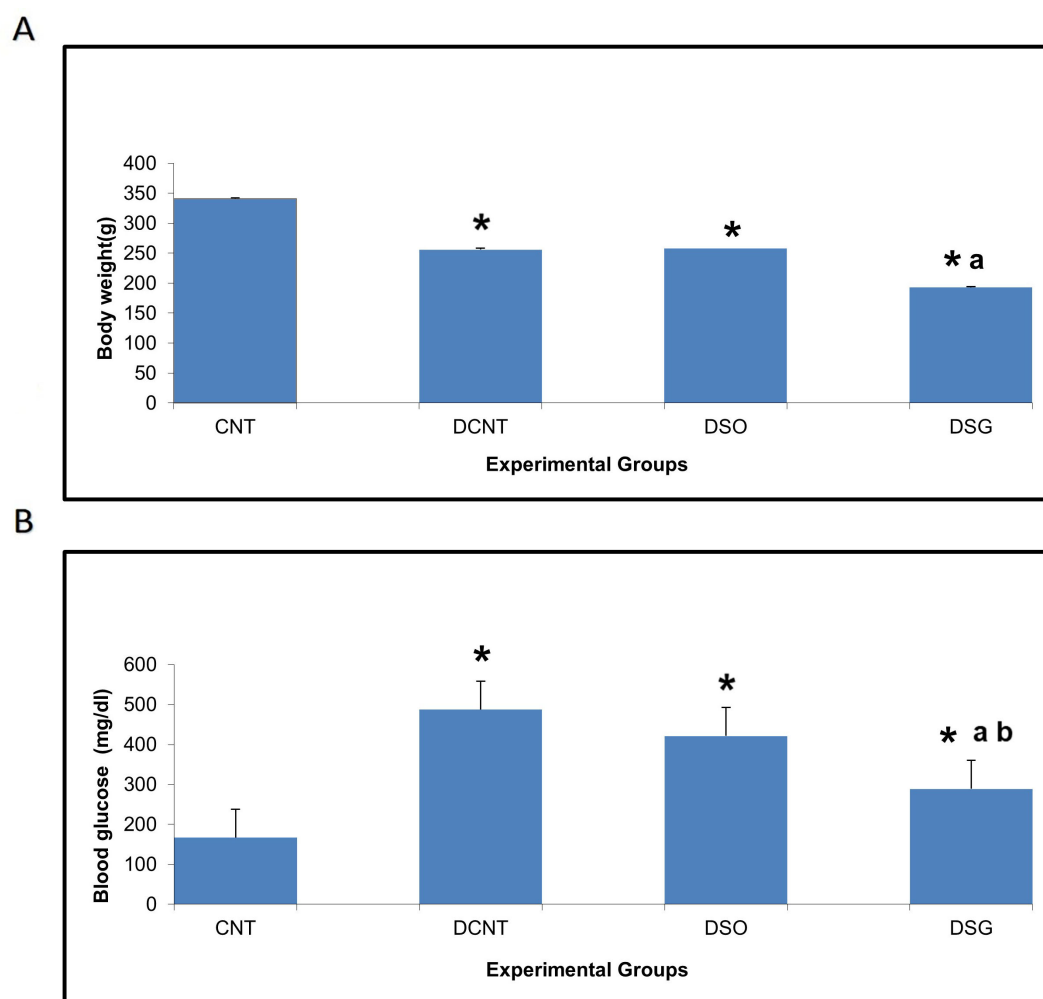 A
400
350
300
250
200
150
100
50
0
Body weight(g)
*
*
* a
CNT DCNT DSO DSG
Experimental Groups
B
600
500
400
300
200
100
0
Blood glucose (mg/dl)
*
*
* a b
CNT DCNT DSO DSG
Experimental Groups